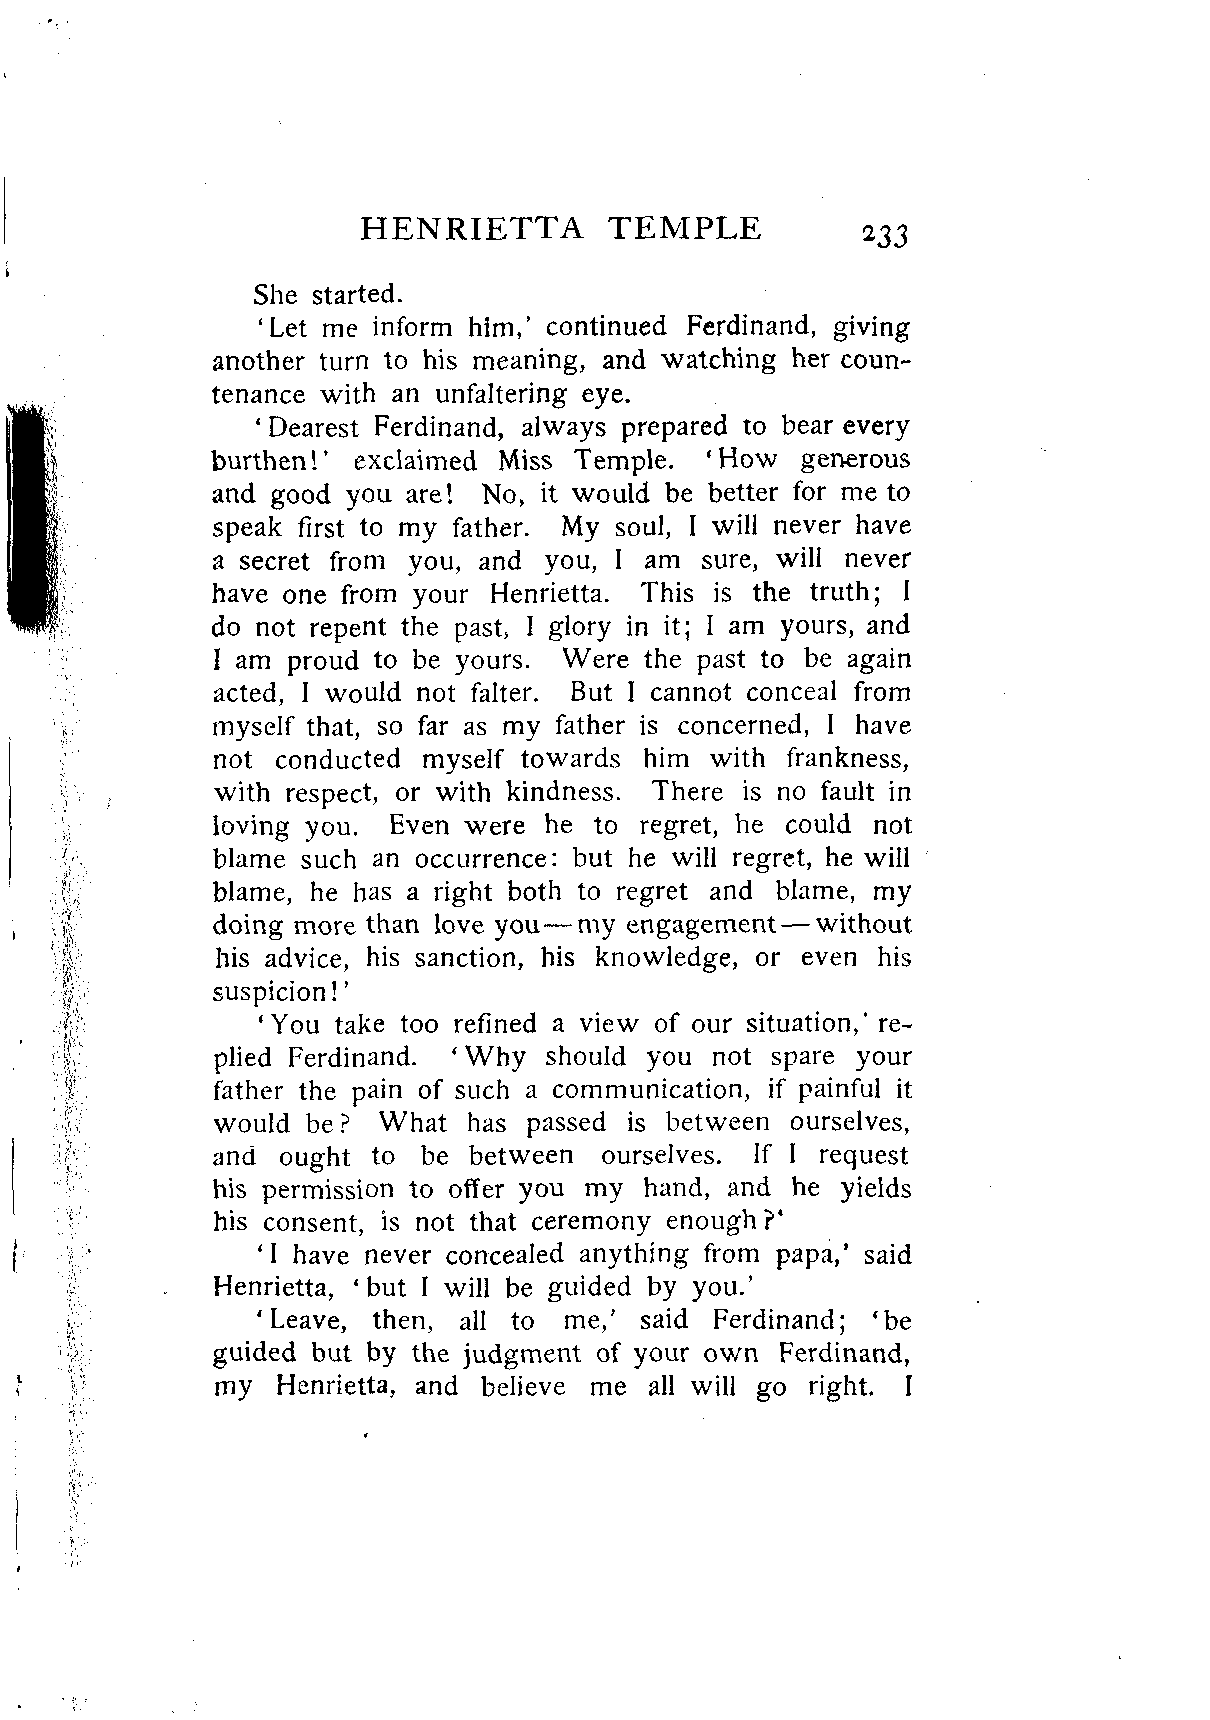 HENRIETTA TEMPLE 233
She started.
‘Let me inform him,’ continued Ferdinand, giving
another turn to his meaning, and watching her coun-
tenance with an unfaltering eye.
‘Dearest Ferdinand, always prepared to bear every
burthen!’ exclaimed Miss Temple. ‘How generous
and good you are! No, it would be better for me to
speak first to my father. My soul, I will never have
a secret from you, and you, I am sure, will never
have one from your Henrietta. This is the truth; I
do not repent the past, I glory in it; I am yours, and
I am proud to be yours. Were the past to be again
acted, I would not falter. But I cannot conceal from
myself that, so far as my father is concerned, I have
not conducted myself towards him with frankness,
with respect, or with kindness. There is no fault in
loving you. Even were he to regret, he could not
blame such an occurrence: but he will regret, he will
blame, he has a right both to regret and blame, my
doing more than love you—my engagement—without
his advice, his sanction, his knowledge, or even his
suspicion!’
‘You take too refined a view of our situation,’ re-
plied Ferdinand. ‘Why should you not spare your
father the pain of such a communication, if painful it
would be? What has passed is between ourselves,
and ought to be between ourselves. If I request
his permission to offer you my hand, and he yields
his consent, is not that ceremony enough?‘
‘I have never concealed anything from papa,’ said
Henrietta, ‘but I will be guided by you.’
‘Leave, then, all to me,’ said Ferdinand; ‘be
guided but by the judgment of your own Ferdinand,
my Henrietta, and believe me all will go right. I